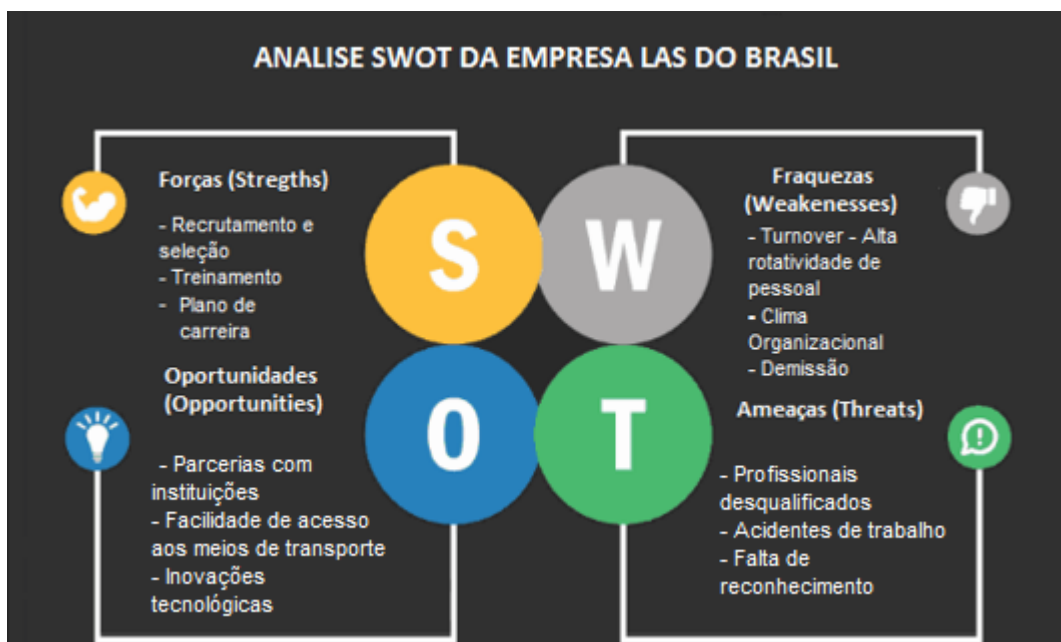 ANALISE SWOT DA EMPRESA LAS DO BRASIL
Forças (Stregths)
- Recrutamento e
seleção
- Treinamento
- Plano de
carreira
S
W
Fraquezas
(Weakenesses)
- Turnover - Alta
rotatividade de
pessoal
- Clima
Organizacional
- Demissão
Oportunidades
(Opportunities)
- Parcerias com
instituições
- Facilidade de acesso
aos meios de transporte
- Inovações
tecnológicas
O
T
Ameaças (Threats)
- Profissionais
desqualificados
- Acidentes de trabalho
- Falta de
reconhecimento